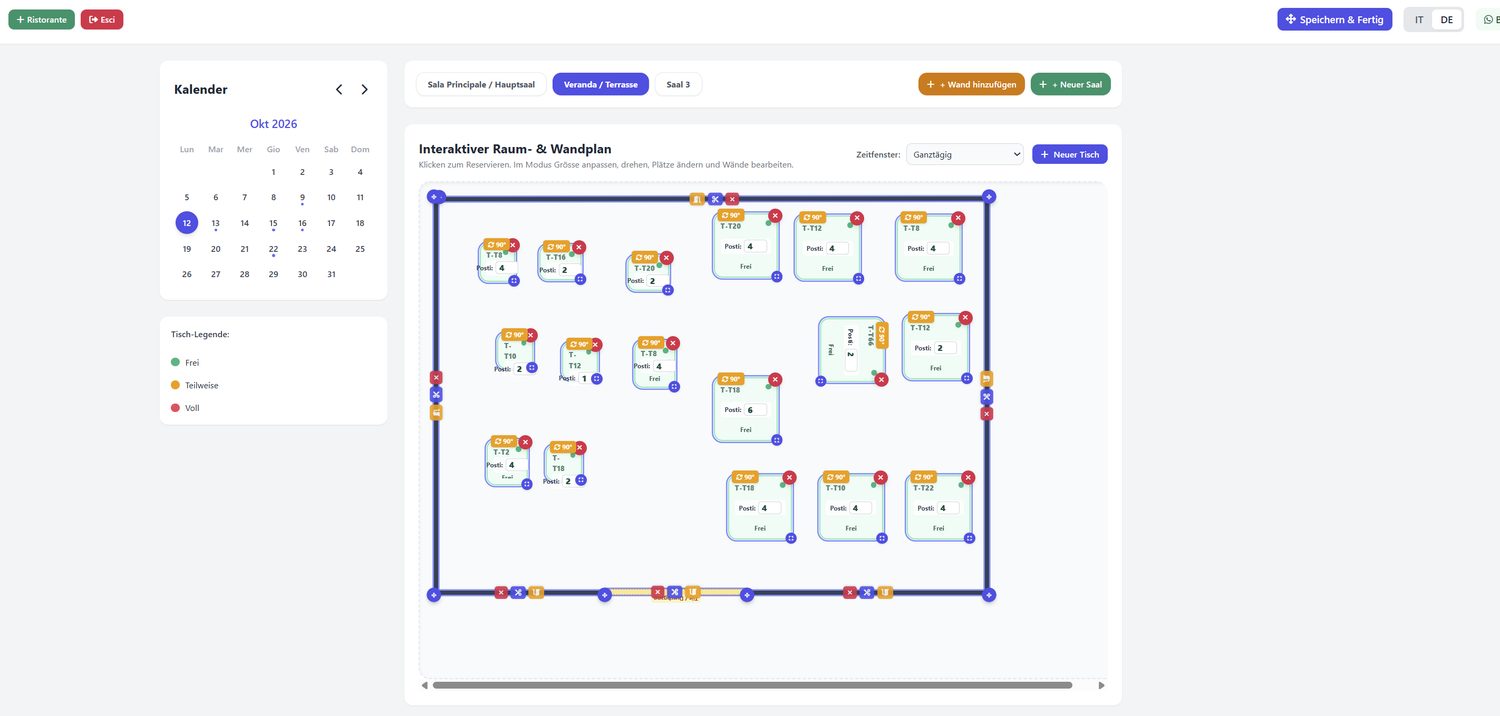 Ristorante
Esci
Speichern & Fertig
IT
DE
Kalender
Okt 2026
Lun Mar Mer Gio Ven Sab Dom
1 2 3 4
5 6 7 8 9 10 11
12 13 14 15 16 17 18
19 20 21 22 23 24 25
26 27 28 29 30 31
Tisch-Legende:
Frei
Teilweise
Voll
Sala Principale / Hauptsaal
Veranda / Terrasse
Saal 3
+ Wand hinzufügen
+ Neuer Saal
Interaktiver Raum- & Wandplan
Klicken zum Reservieren. Im Modus Grösse anpassen, drehen, Plätze ändern und Wände bearbeiten.
Zeitfenster:
Ganztägig
Neuer Tisch
90°
T-T20
Posti: 4
Frei
90°
T-T12
Posti: 4
Frei
90°
T-T8
Posti: 4
Frei
90°
T-T8
Posti: 4
90°
T-T16
Posti: 2
90°
T-T20
Posti: 2
90°
T-T10
Posti: 2
90°
T-T12
Posti: 1
90°
T-T8
Posti: 4
Frei
90°
T-T66
Posti: 2
Frei
90°
T-T12
Posti: 2
Frei
90°
T-T18
Posti: 6
Frei
90°
T-T2
Posti: 4
Frei
90°
T-T18
Posti: 2
90°
T-T18
Posti: 4
Frei
90°
T-T10
Posti: 4
Frei
90°
T-T22
Posti: 4
Frei